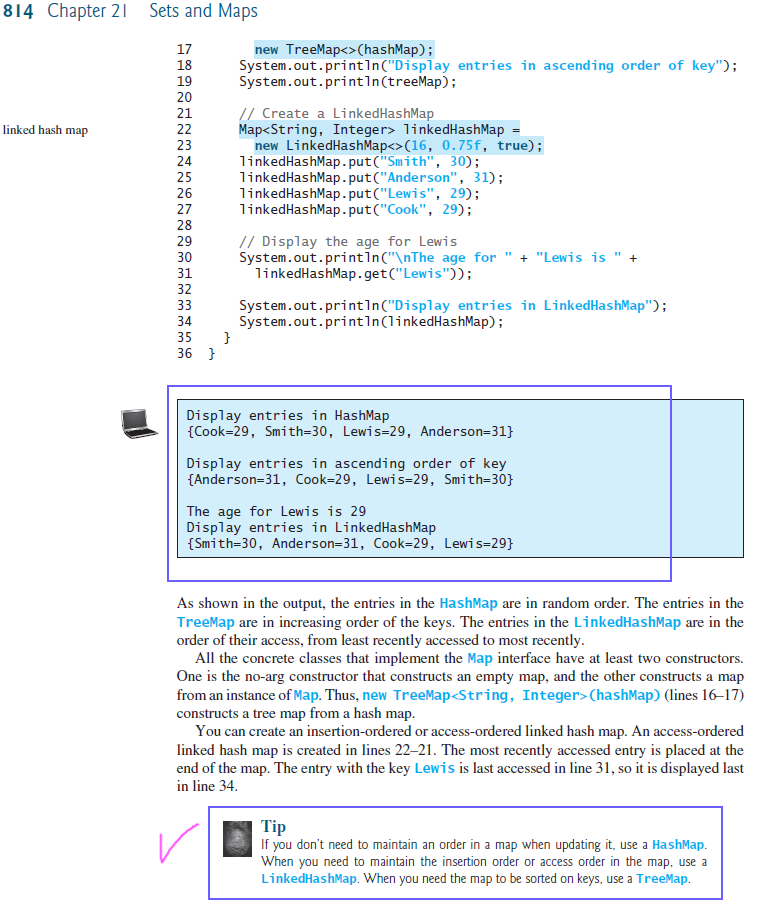 814 Chapter 21 Sets and Maps
17 new TreeMap<>(hashMap);
18 System.out.println("Display entries in ascending order of key");
19 System.out.println(treeMap);
20
21 // Create a LinkedHashMap
linked hash map 22 Map<String, Integer> linkedHashMap =
23 new LinkedHashMap<>(16, 0.75f, true);
24 linkedHashMap.put("Smith", 30);
25 linkedHashMap.put("Anderson", 31);
26 linkedHashMap.put("Lewis", 29);
27 linkedHashMap.put("Cook", 29);
28
29 // Display the age for Lewis
30 System.out.println("\nThe age for " + "Lewis is " +
31 linkedHashMap.get("Lewis"));
32
33 System.out.println("Display entries in LinkedHashMap");
34 System.out.println(linkedHashMap);
35 }
36 }
Display entries in HashMap
{Cook=29, Smith=30, Lewis=29, Anderson=31}
Display entries in ascending order of key
{Anderson=31, Cook=29, Lewis=29, Smith=30}
The age for Lewis is 29
Display entries in LinkedHashMap
{Smith=30, Anderson=31, Cook=29, Lewis=29}
As shown in the output, the entries in the HashMap are in random order. The entries in the
TreeMap are in increasing order of the keys. The entries in the LinkedHashMap are in the
order of their access, from least recently accessed to most recently.
All the concrete classes that implement the Map interface have at least two constructors.
One is the no-arg constructor that constructs an empty map, and the other constructs a map
from an instance of Map. Thus, new TreeMap<String, Integer>(hashMap) (lines 16–17)
constructs a tree map from a hash map.
You can create an insertion-ordered or access-ordered linked hash map. An access-ordered
linked hash map is created in lines 22–21. The most recently accessed entry is placed at the
end of the map. The entry with the key Lewis is last accessed in line 31, so it is displayed last
in line 34.
Tip
If you don't need to maintain an order in a map when updating it, use a HashMap.
When you need to maintain the insertion order or access order in the map, use a
LinkedHashMap. When you need the map to be sorted on keys, use a TreeMap.